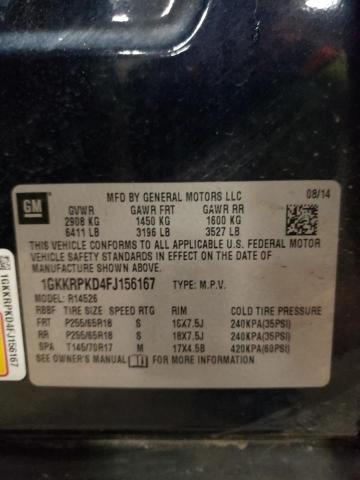 MFD BY GENERAL MOTORS LLC 08/14
GM
GVWR GAWR FRT GAWR RR
2908 KG 1450 KG 1600 KG
6411 LB 3196 LB 3527 LB
THIS VEHICLE CONFORMS TO ALL APPLICABLE U.S. FEDERAL MOTOR
VEHICLE SAFETY STANDARDS IN EFFECT ON THE DATE OF
MANUFACTURE SHOWN ABOVE.
1GKKRPKD4FJ156167 TYPE: M.P.V.
MODEL: R14526
RBBF TIRE SIZE SPEED RTG RIM COLD TIRE PRESSURE
FRT P255/65R18 S 18X7.5J 240KPA(35PSI)
RR P255/65R18 S 18X7.5J 240KPA(35PSI)
SPA T145/70R17 M 17X4.5B 420KPA(60PSI)
SEE OWNER'S MANUAL FOR ADDITIONAL INFORMATION.
1GKKRPKD4FJ156167